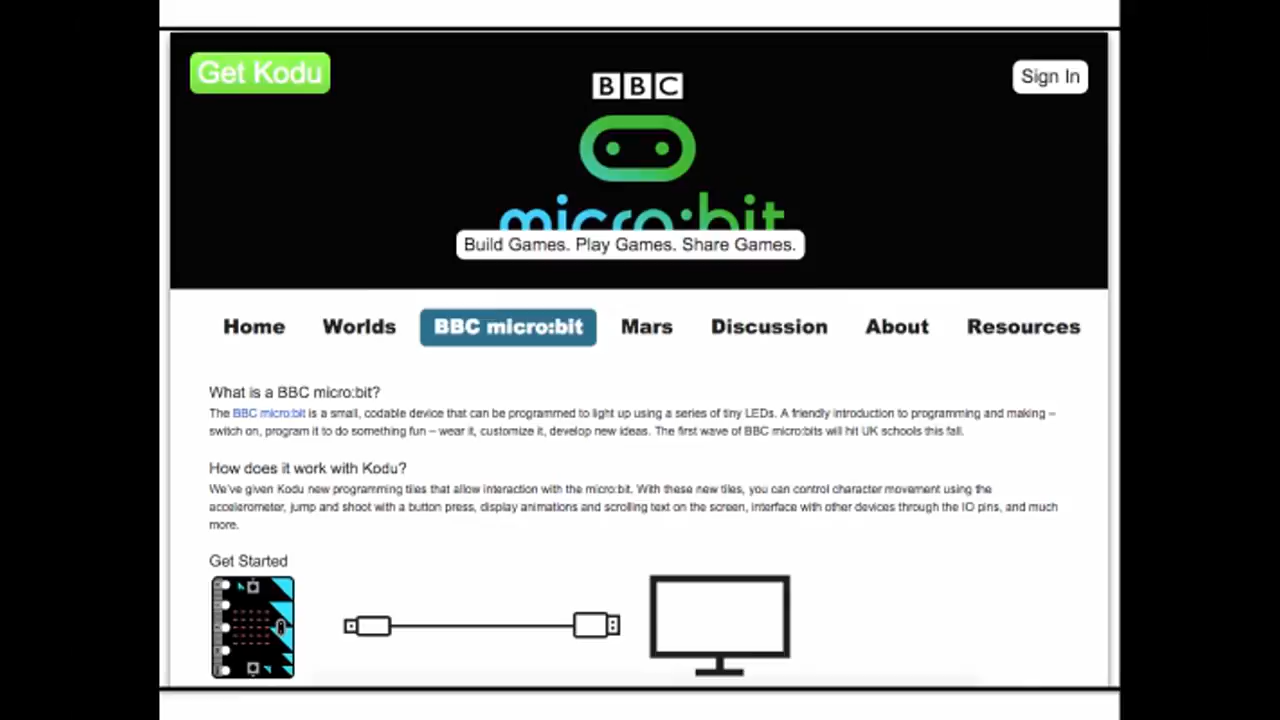 Get Kodu
BBC
Sign In
micro:bit
Build Games. Play Games. Share Games.
Home Worlds BBC micro:bit Mars Discussion About Resources
What is a BBC micro:bit?
The BBC micro:bit is a small, codable device that can be programmed to light up using a series of tiny LEDs. A friendly introduction to programming and making –
switch on, program it to do something fun – wear it, customize it, develop new ideas. The first wave of BBC micro:bits will hit UK schools this fall.
How does it work with Kodu?
We've given Kodu new programming tiles that allow interaction with the micro:bit. With these new tiles, you can control character movement using the
accelerometer, jump and shoot with a button press, display animations and scrolling text on the screen, interface with other devices through the IO pins, and much
more.
Get Started